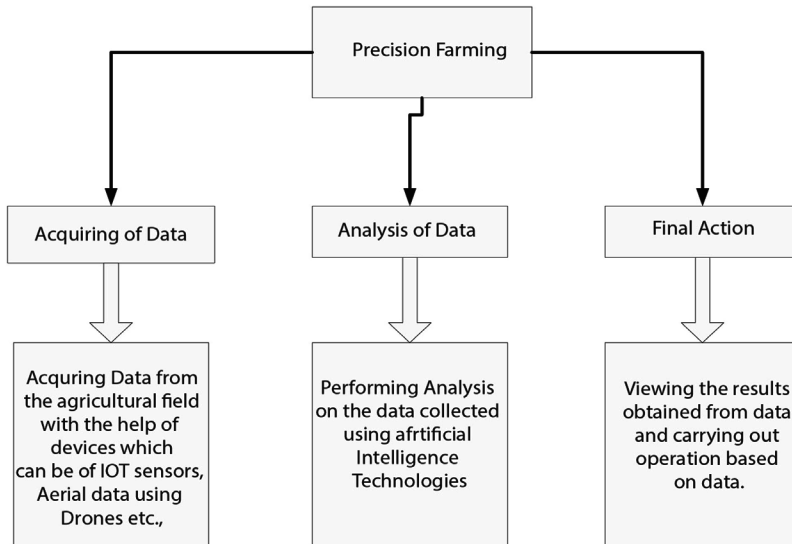 Precision Farming
Acquiring of Data
Analysis of Data
Final Action
Acquring Data from
the agricultural field
with the help of
devices which
can be of IOT sensors,
Aerial data using
Drones etc.,
Performing Analysis
on the data collected
using afrtificial
Intelligence
Technologies
Viewing the results
obtained from data
and carrying out
operation based
on data.